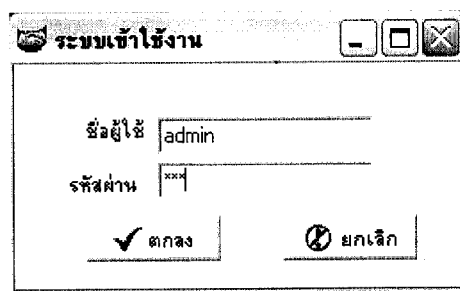 ระบบเข้าใช้งาน
ชื่อผู้ใช้ admin
รหัสผ่าน ***
ตกลง ยกเลิก